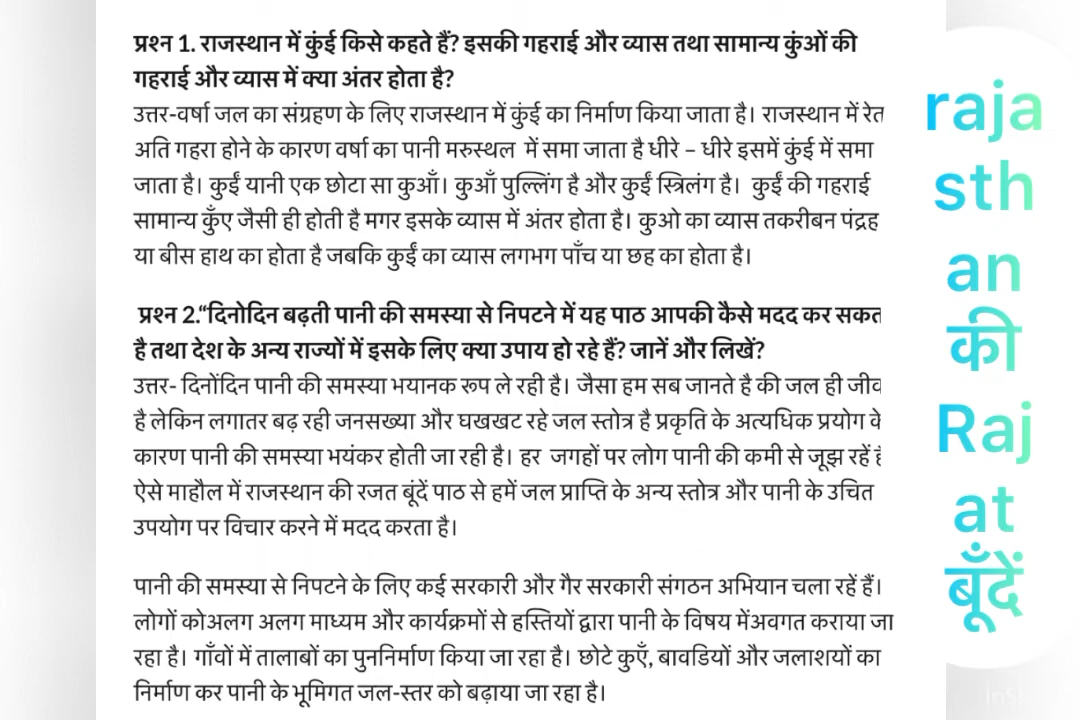 प्रश्न 1. राजस्थान में कुंई किसे कहते हैं? इसकी गहराई और व्यास तथा सामान्य कुंओं की
गहराई और व्यास में क्या अंतर होता है?
उत्तर-वर्षा जल का संग्रहण के लिए राजस्थान में कुंई का निर्माण किया जाता है। राजस्थान में रेत
अति गहरा होने के कारण वर्षा का पानी मरुस्थल में समा जाता है धीरे – धीरे इसमें कुंई में समा
जाता है। कुईं यानी एक छोटा सा कुआँ। कुआँ पुल्लिंग है और कुईं स्त्रिलंग है। कुईं की गहराई
सामान्य कुँए जैसी ही होती है मगर इसके व्यास में अंतर होता है। कुओ का व्यास तकरीबन पंद्रह
या बीस हाथ का होता है जबकि कुईं का व्यास लगभग पाँच या छह का होता है।
प्रश्न 2.“दिनोदिन बढ़ती पानी की समस्या से निपटने में यह पाठ आपकी कैसे मदद कर सकत
है तथा देश के अन्य राज्यों में इसके लिए क्या उपाय हो रहे हैं? जानें और लिखें?
उत्तर- दिनोंदिन पानी की समस्या भयानक रूप ले रही है। जैसा हम सब जानते है की जल ही जीव
है लेकिन लगातर बढ़ रही जनसख्या और घखखट रहे जल स्तोत्र है प्रकृति के अत्यधिक प्रयोग के
कारण पानी की समस्या भयंकर होती जा रही है। हर जगहों पर लोग पानी की कमी से जूझ रहें
ऐसे माहौल में राजस्थान की रजत बूंदें पाठ से हमें जल प्राप्ति के अन्य स्तोत्र और पानी के उचित
उपयोग पर विचार करने में मदद करता है।
पानी की समस्या से निपटने के लिए कई सरकारी और गैर सरकारी संगठन अभियान चला रहें हैं।
लोगों कोअलग अलग माध्यम और कार्यक्रमों से हस्तियों द्वारा पानी के विषय मेंअवगत कराया जा
रहा है। गाँवों में तालाबों का पुननिर्माण किया जा रहा है। छोटे कुएँ, बावडियों और जलाशयों का
निर्माण कर पानी के भूमिगत जल-स्तर को बढ़ाया जा रहा है।
raja
sth
an
की
Raj
at
बूँदें